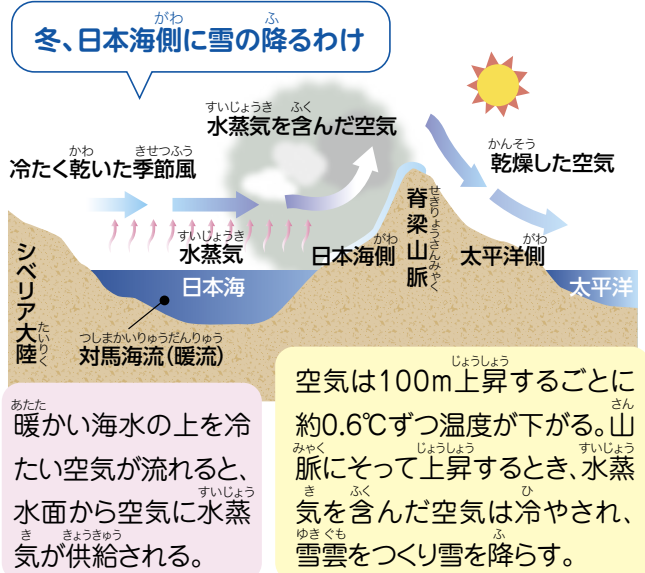 冬、日本海側に雪の降るわけ
水蒸気を含んだ空気
冷たく乾いた季節風
乾燥した空気
水蒸気
日本海側
脊梁山脈
太平洋側
シベリア大陸
日本海
太平洋
対馬海流(暖流)
暖かい海水の上を冷
たい空気が流れると、
水面から空気に水蒸
気が供給される。
空気は100m上昇するごとに
約0.6℃ずつ温度が下がる。山
脈にそって上昇するとき、水蒸
気を含んだ空気は冷やされ、
雪雲をつくり雪を降らす。